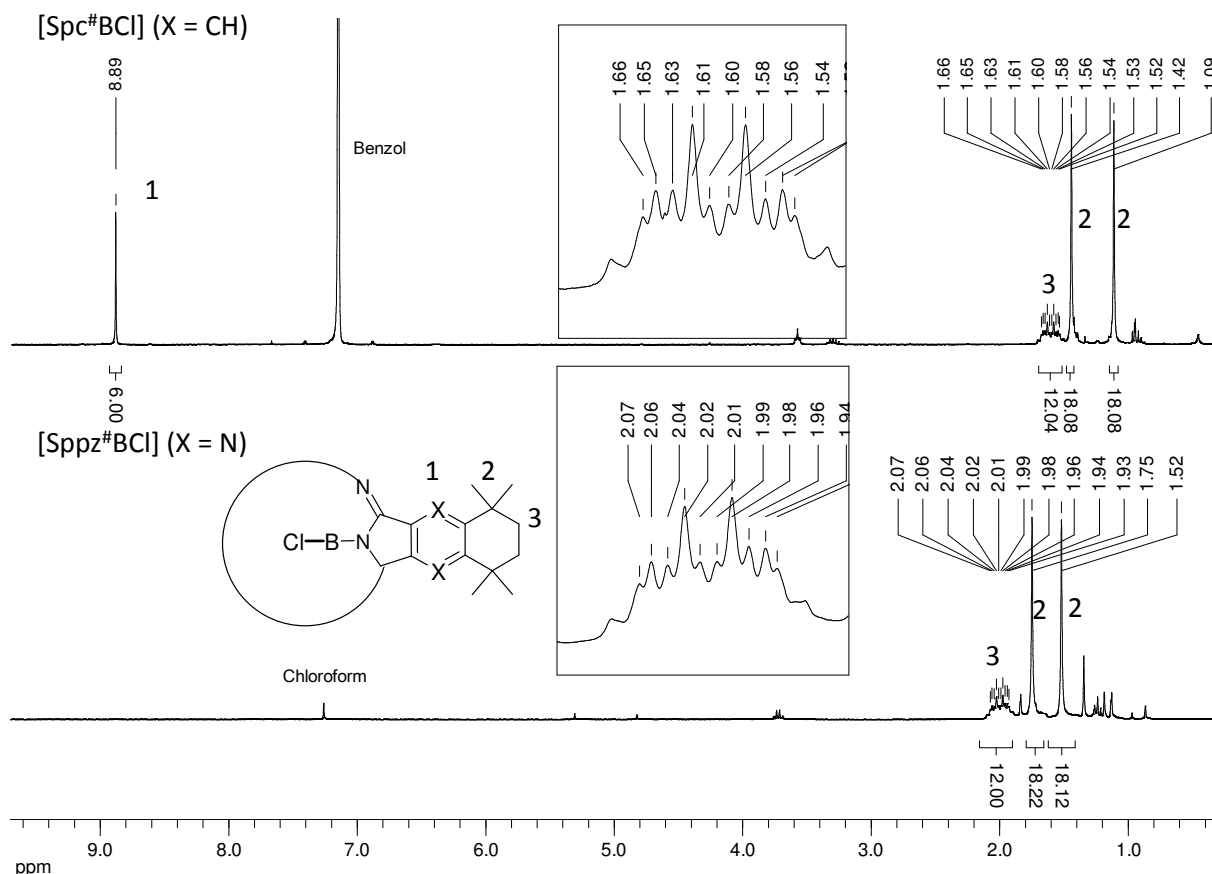 [Spc#BCl] (X = CH)
8.89
1
Benzol
1.66 1.65 1.63 1.61 1.60 1.58 1.56 1.54
1.66 1.65 1.63 1.61 1.60 1.58 1.56 1.54 1.53 1.52 1.42 1.09
2 2
3
6.00
12.04 18.08 18.08
[Sppz#BCl] (X = N)
2.07 2.06 2.04 2.02 2.01 1.99 1.98 1.96 1.94
2.07 2.06 2.04 2.02 2.01 1.99 1.98 1.96 1.94 1.93 1.75 1.52
1 2
N
X
3
Cl—B—N
X
2 2
3
Chloroform
12.00 18.22 18.12
9.0 8.0 7.0 6.0 5.0 4.0 3.0 2.0 1.0
ppm